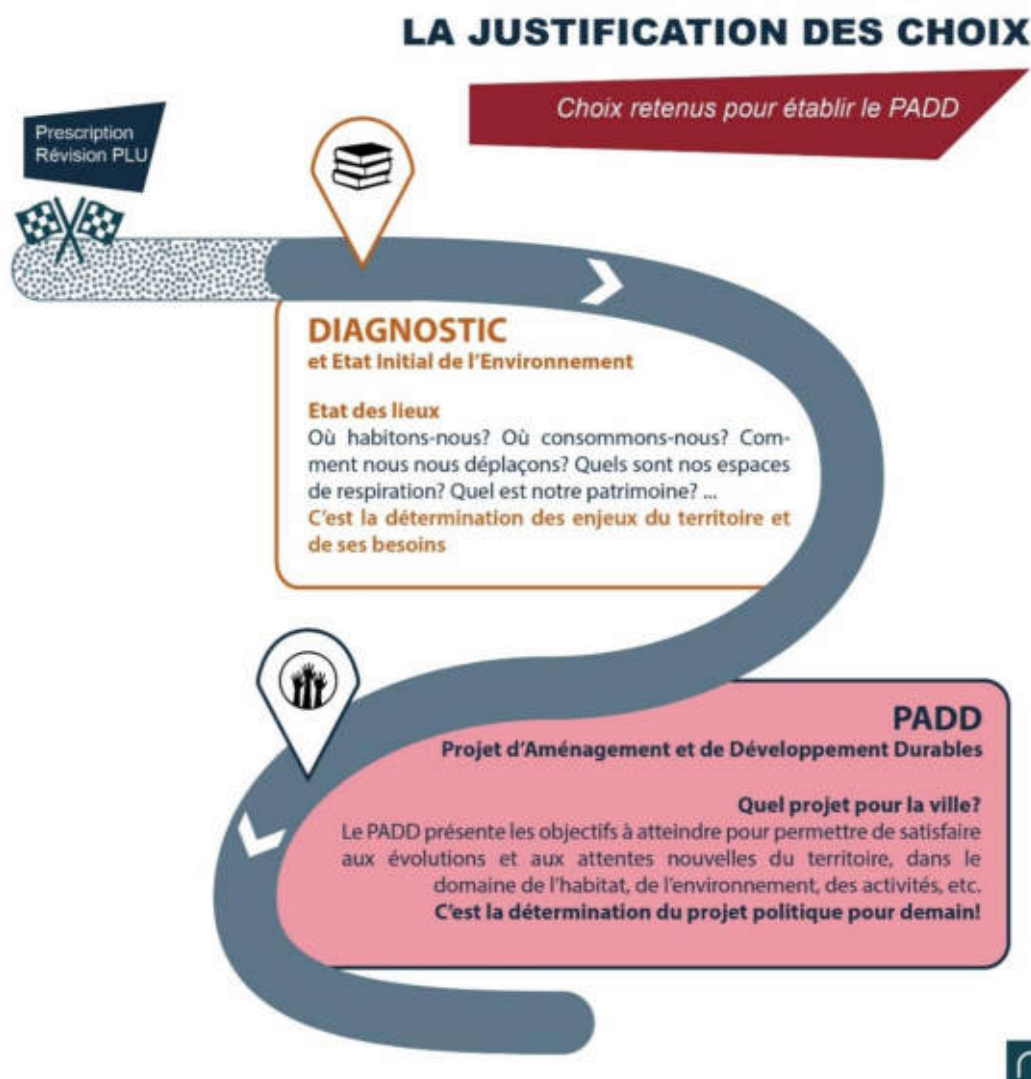 LA JUSTIFICATION DES CHOIX
Choix retenus pour établir le PADD
Prescription
Révision PLU
DIAGNOSTIC
et Etat Initial de l'Environnement
Etat des lieux
Où habitons-nous? Où consommons-nous? Com-
ment nous nous déplaçons? Quels sont nos espaces
de respiration? Quel est notre patrimoine? ...
C'est la détermination des enjeux du territoire et
de ses besoins
PADD
Projet d'Aménagement et de Développement Durables
Quel projet pour la ville?
Le PADD présente les objectifs à atteindre pour permettre de satisfaire
aux évolutions et aux attentes nouvelles du territoire, dans le
domaine de l'habitat, de l'environnement, des activités, etc.
C'est la détermination du projet politique pour demain!